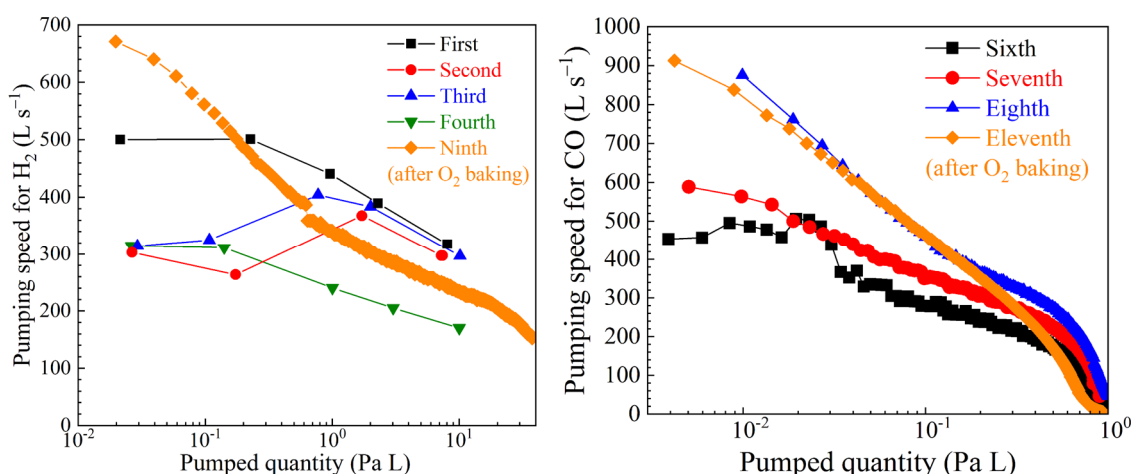 700
600
500
400
300
200
100
0
Pumping speed for H₂ (L s⁻¹)
First
Second
Third
Fourth
Ninth
(after O₂ baking)
10⁻²
10⁻¹
10⁰
10¹
Pumped quantity (Pa L)
1000
900
800
700
600
500
400
300
200
100
0
Pumping speed for CO (L s⁻¹)
Sixth
Seventh
Eighth
Eleventh
(after O₂ baking)
10⁻²
10⁻¹
10⁰
Pumped quantity (Pa L)